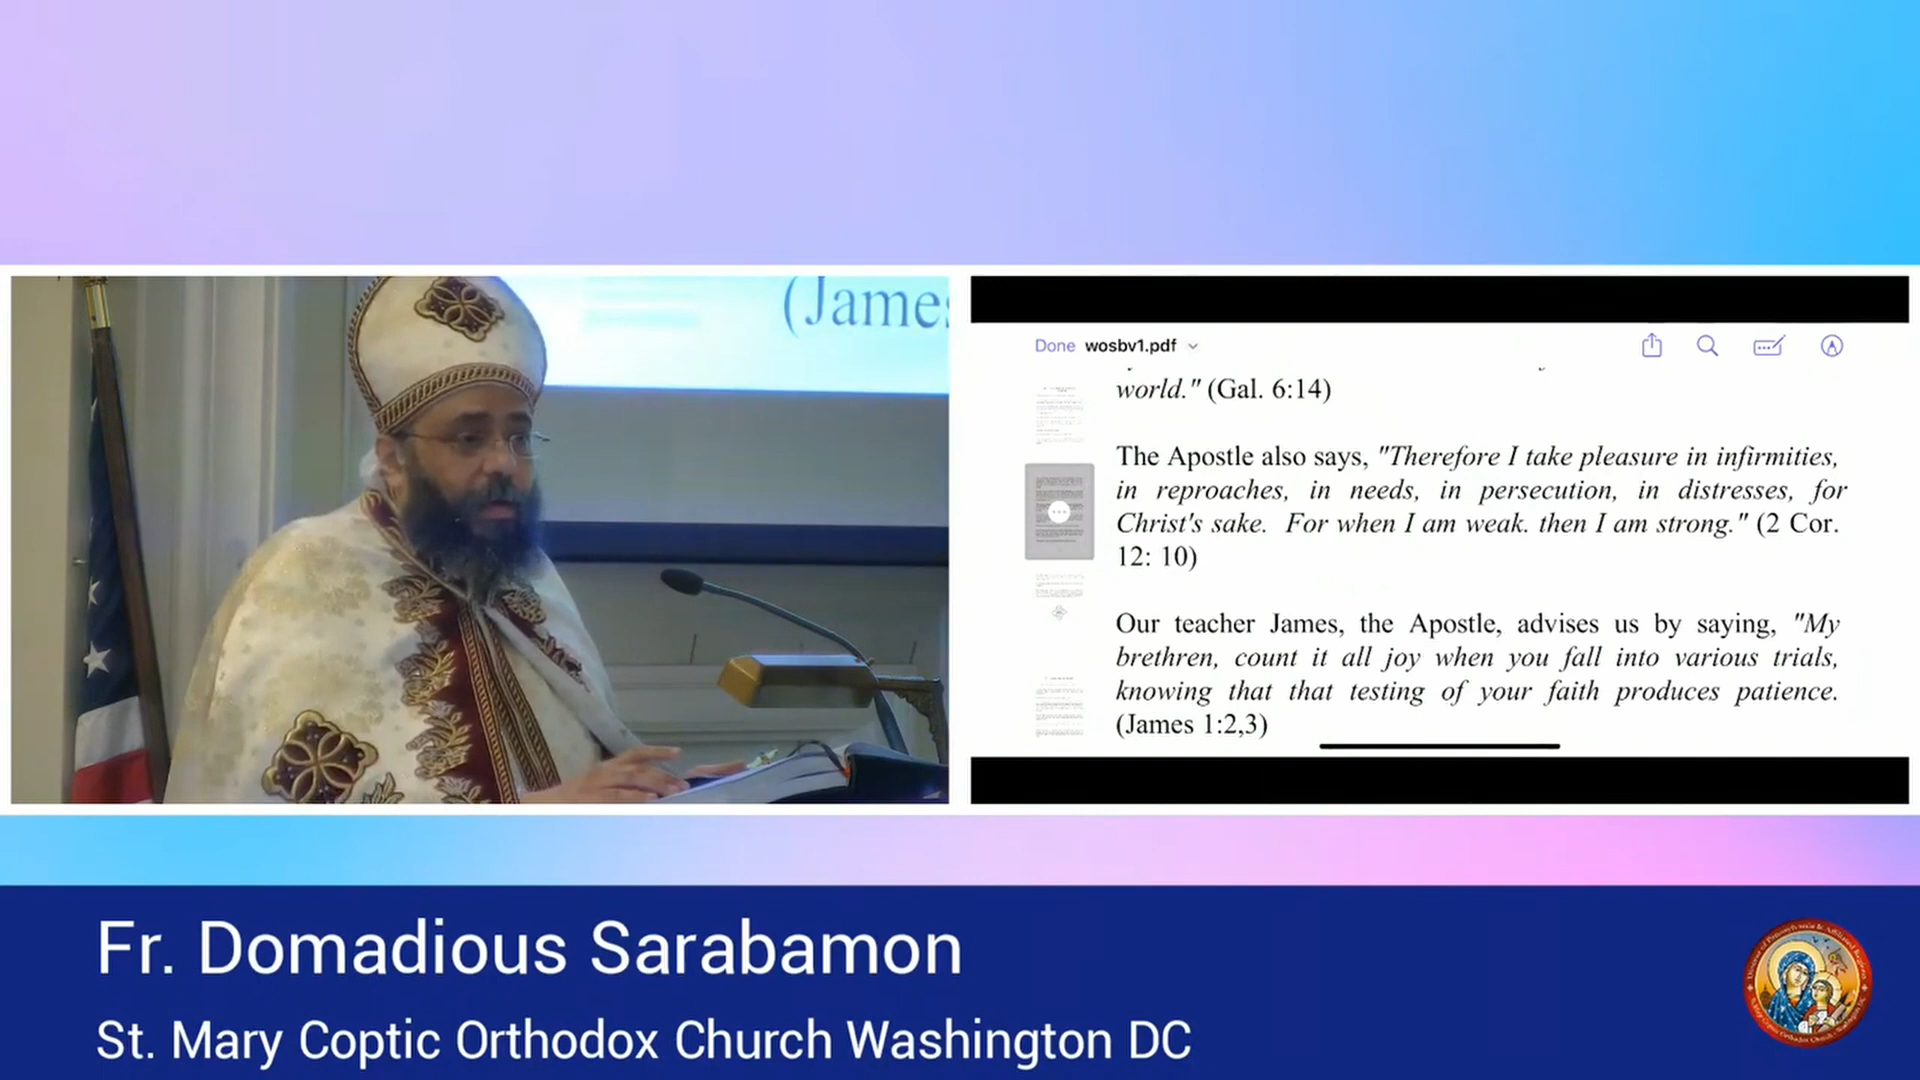 (James
Done wosbv1.pdf
world." (Gal. 6:14)
The Apostle also says, "Therefore I take pleasure in infirmities,
in reproaches, in needs, in persecution, in distresses, for
Christ's sake. For when I am weak. then I am strong." (2 Cor.
12: 10)
Our teacher James, the Apostle, advises us by saying, "My
brethren, count it all joy when you fall into various trials,
knowing that that testing of your faith produces patience.
(James 1:2,3)
Fr. Domadious Sarabamon
St. Mary Coptic Orthodox Church Washington DC